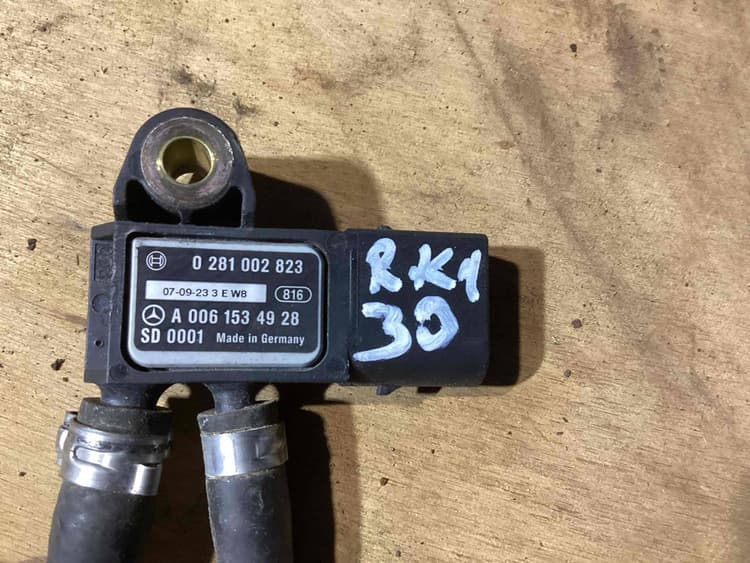 0 281 002 823
07-09-23 3 E W8 816
A 006 153 49 28
SD 0001 Made in Germany
RK1
30